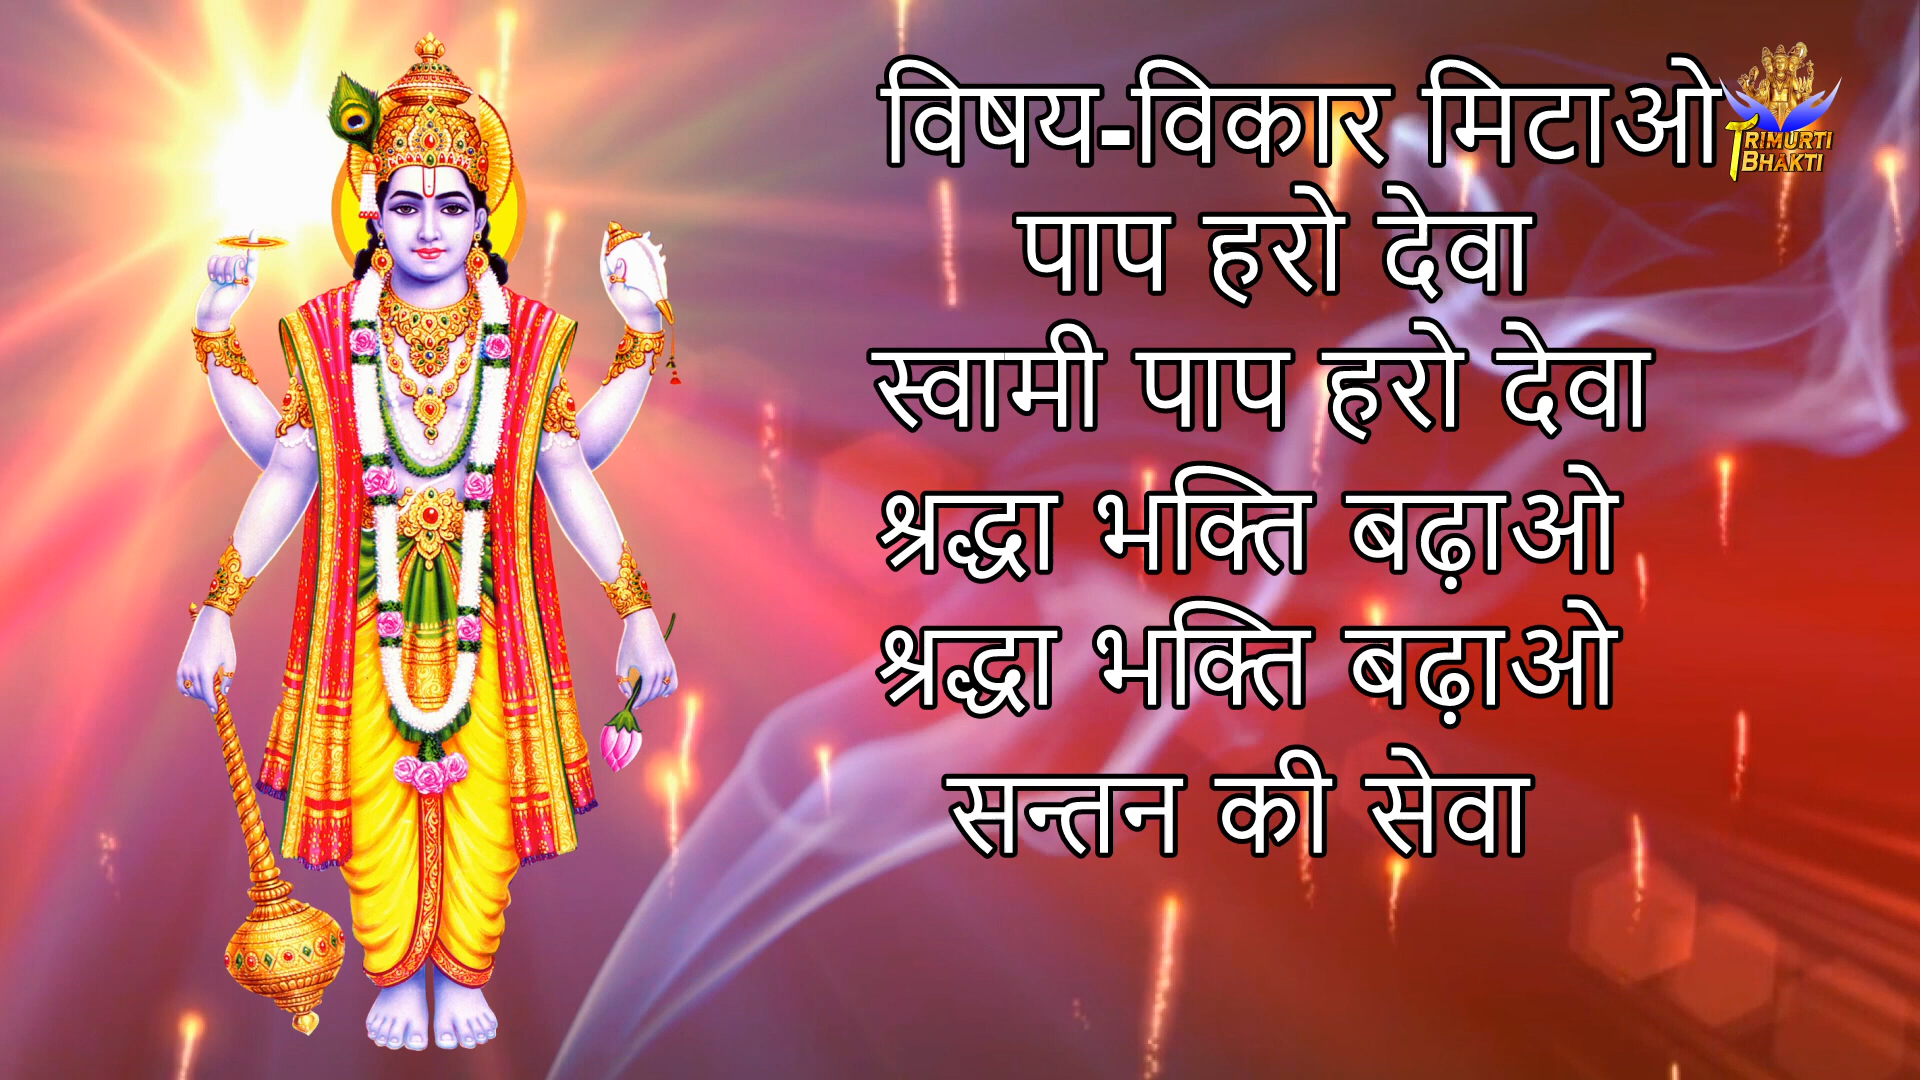 विषय-विकार मिटाओ
पाप हरो देवा
स्वामी पाप हरो देवा
श्रद्धा भक्ति बढ़ाओ
श्रद्धा भक्ति बढ़ाओ
सन्तन की सेवा
TRIMURTI
BHAKTI